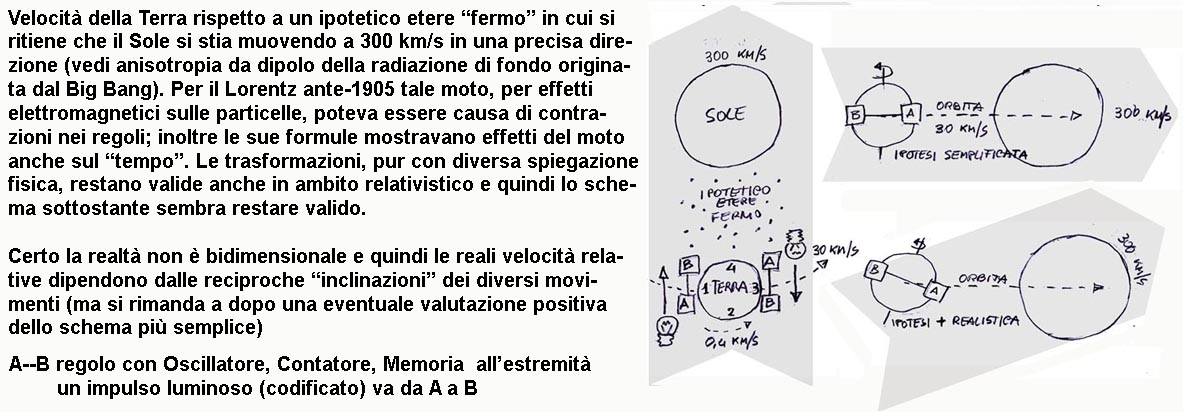 Velocità della Terra rispetto a un ipotetico etere “fermo” in cui si
ritiene che il Sole si stia muovendo a 300 km/s in una precisa dire-
zione (vedi anisotropia da dipolo della radiazione di fondo origina-
ta dal Big Bang). Per il Lorentz ante-1905 tale moto, per effetti
elettromagnetici sulle particelle, poteva essere causa di contra-
zioni nei regoli; inoltre le sue formule mostravano effetti del moto
anche sul “tempo”. Le trasformazioni, pur con diversa spiegazione
fisica, restano valide anche in ambito relativistico e quindi lo sche-
ma sottostante sembra restare valido.
Certo la realtà non è bidimensionale e quindi le reali velocità rela-
tive dipendono dalle reciproche “inclinazioni” dei diversi movi-
menti (ma si rimanda a dopo una eventuale valutazione positiva
dello schema più semplice)
A--B regolo con Oscillatore, Contatore, Memoria all’estremità
un impulso luminoso (codificato) va da A a B
300 KM/S
SOLE
IPOTETICO
ETERE
FERMO
30 KM/S
B
A
4
1 TERRA 3
2
A
B
0,4 KM/S
B
A
ORBITA
30 KM/S
300 KM/S
IPOTESI SEMPLIFICATA
B
A
ORBITA
300
KM/S
IPOTESI + REALISTICA